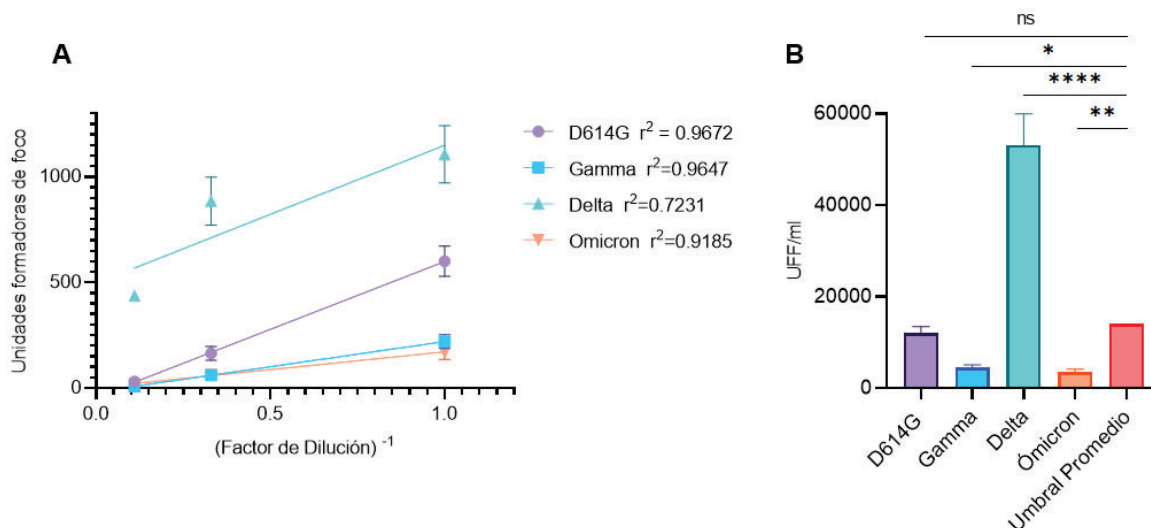 A
Unidades formadoras de foco
1000
500
0
0.0
0.5
1.0
(Factor de Dilución) -1
D614G r2 = 0.9672
Gamma r2=0.9647
Delta r2=0.7231
Omicron r2=0.9185
B
ns
*
****
**
UFF/ml
60000
40000
20000
0
D614G
Gamma
Delta
Ómicron
Umbral Promedio